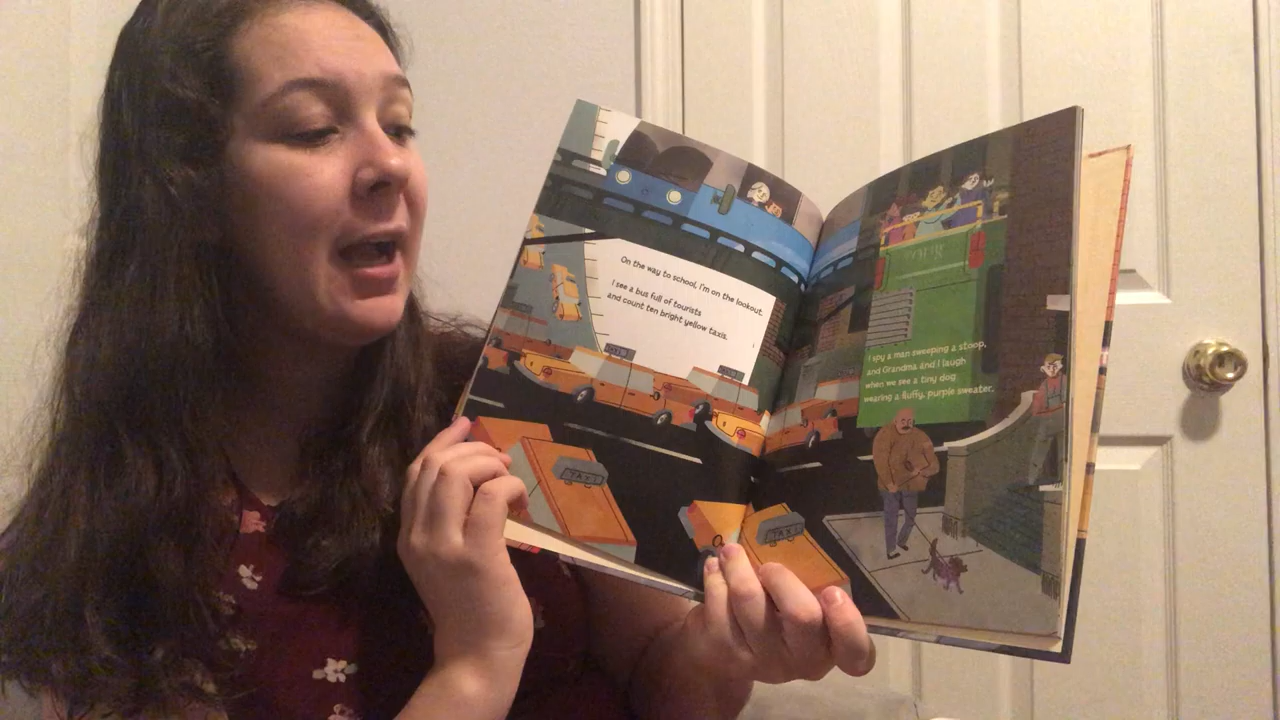 On the way to school, I'm on the lookout.
I see a bus full of tourists
and count ten bright yellow taxis.
I spy a man sweeping a stoop,
and Grandma and I laugh
when we see a tiny dog
wearing a fluffy, purple sweater.
TAXI
TAXI